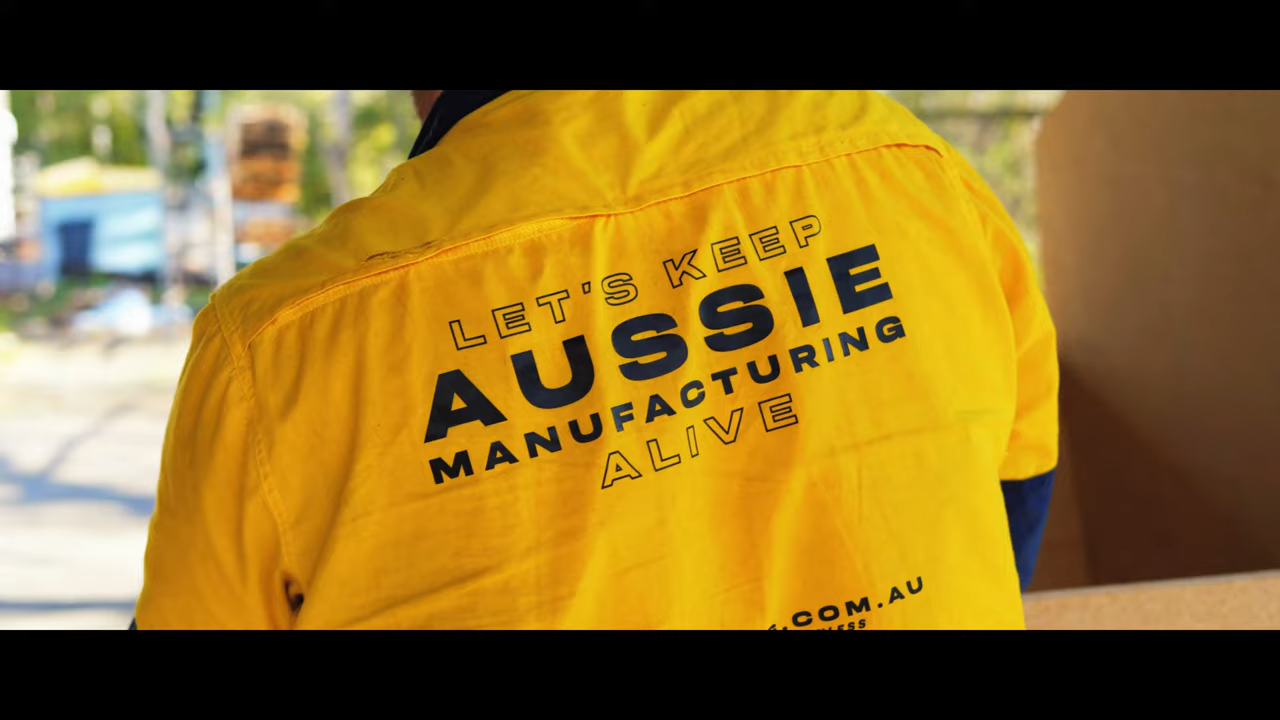 LET'S KEEP
AUSSIE
MANUFACTURING
ALIVE
.COM.AU